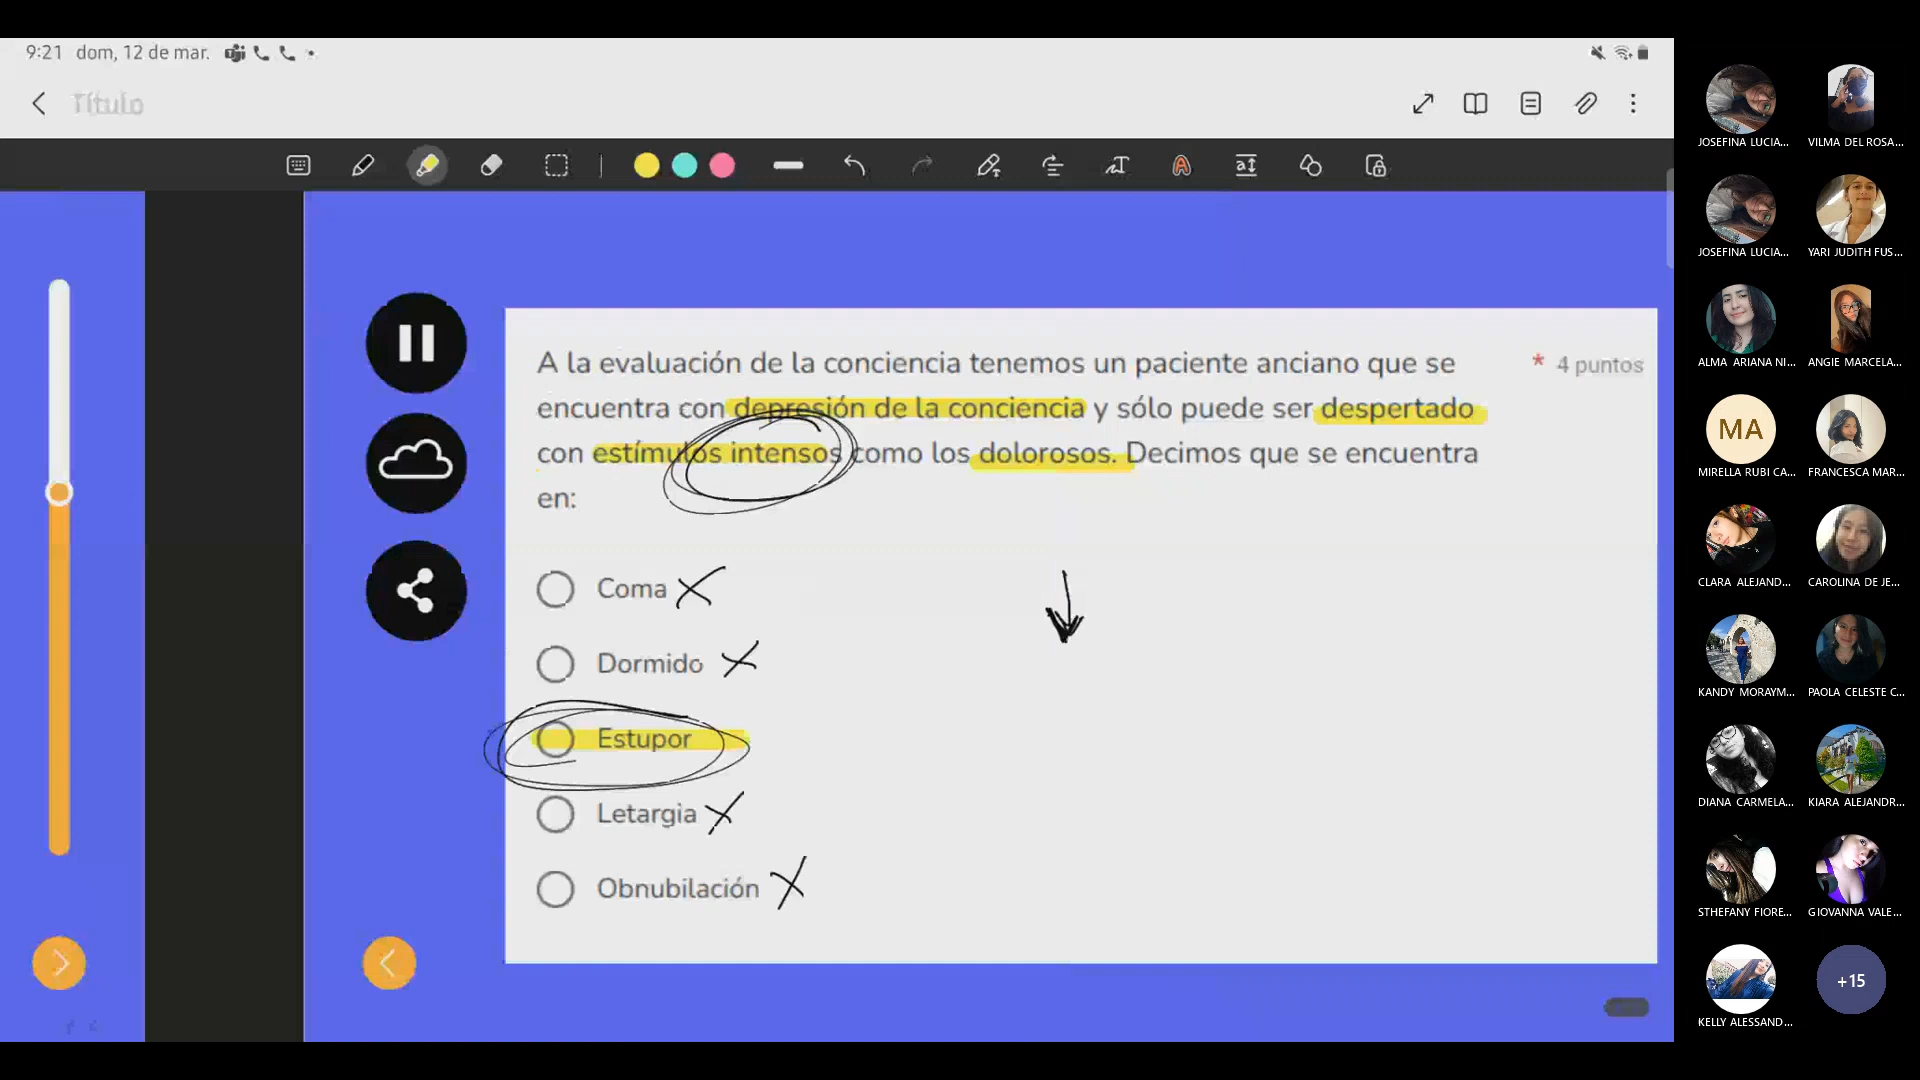 9:21 dom, 12 de mar.
Título
A la evaluación de la conciencia tenemos un paciente anciano que se
* 4 puntos
encuentra con depresión de la conciencia y sólo puede ser despertado
con estímulos intensos como los dolorosos. Decimos que se encuentra
en:
Coma
Dormido
Estupor
Letargia
Obnubilación
JOSEFINA LUCIA...
VILMA DEL ROSA...
JOSEFINA LUCIA...
YARI JUDITH FUS...
ALMA ARIANA NI...
ANGIE MARCELA...
MA
MIRELLA RUBI CA...
FRANCESCA MAR...
CLARA ALEJAND...
CAROLINA DE JE...
KANDY MORAYM...
PAOLA CELESTE C...
DIANA CARMELA...
KIARA ALEJANDR...
STHEFANY FIORE...
GIOVANNA VALE...
KELLY ALESSAND...
+15